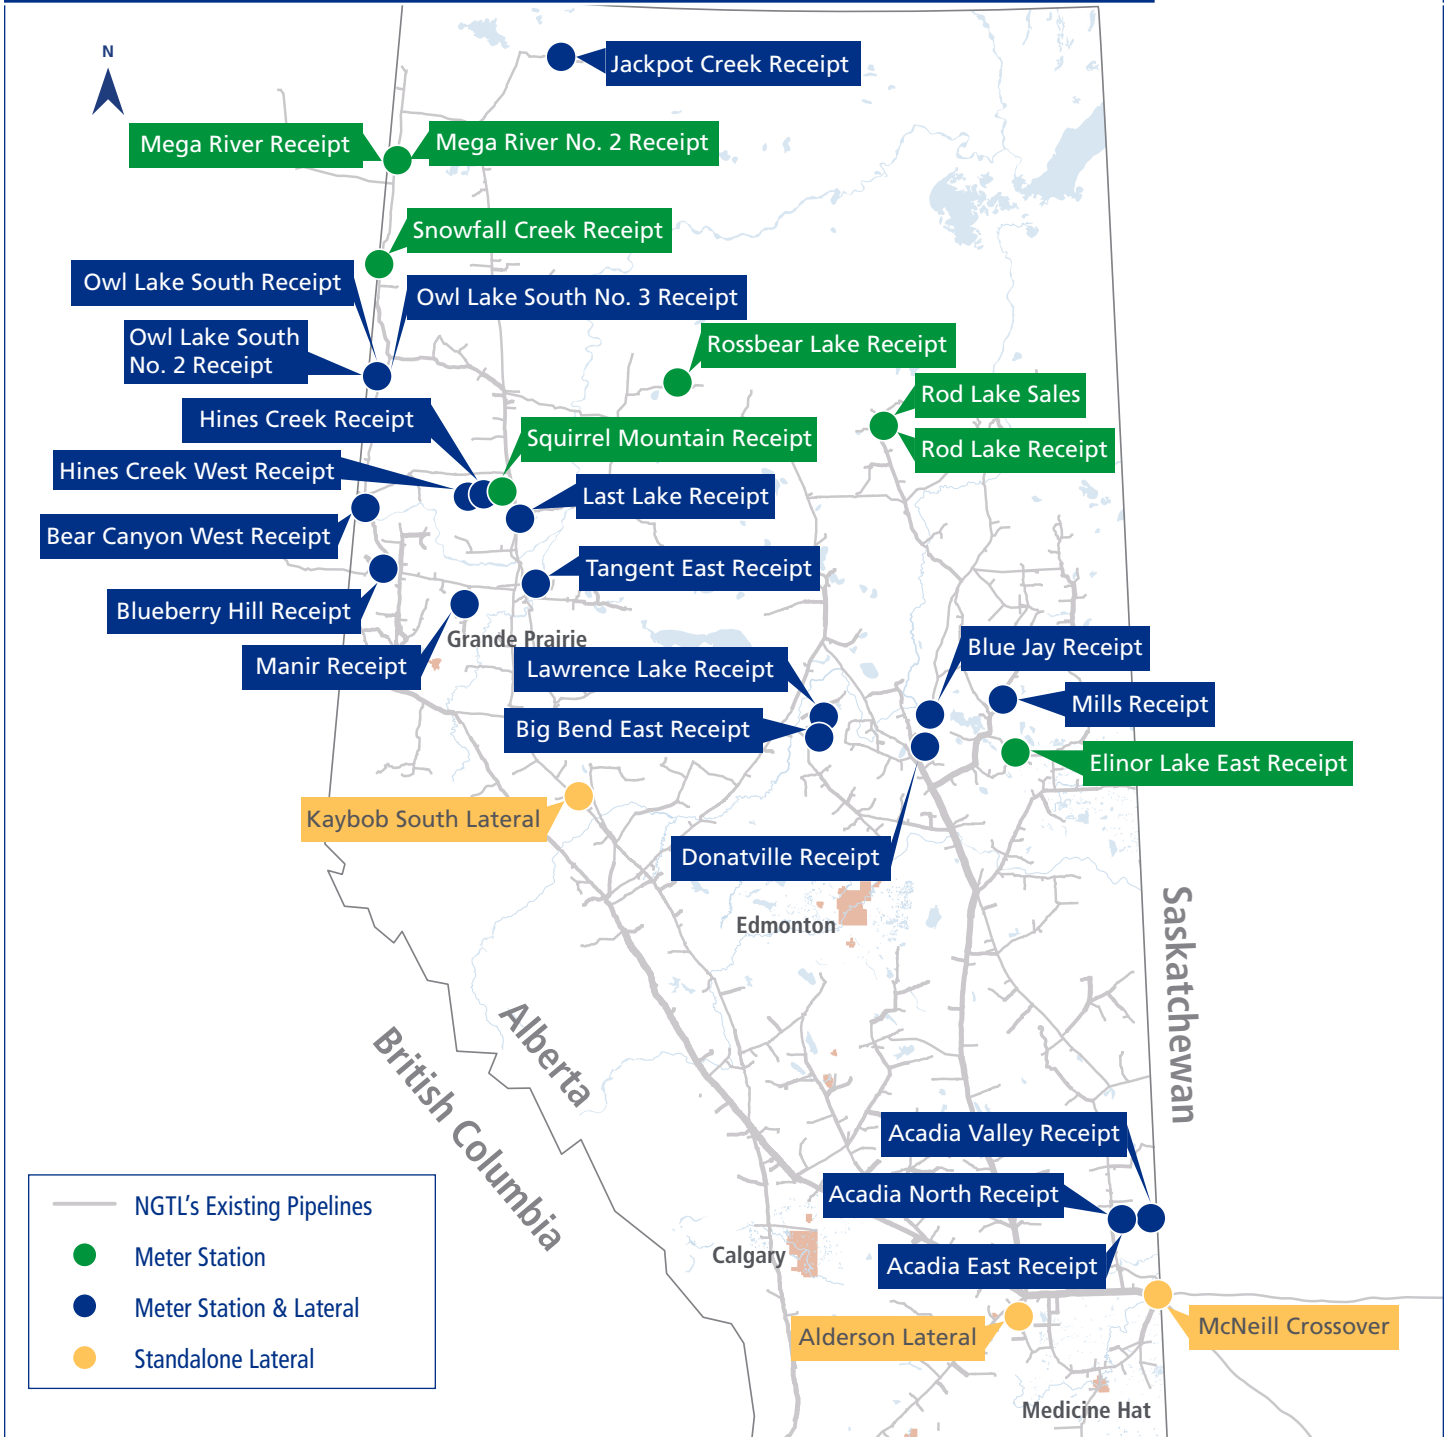 N
Jackpot Creek Receipt
Mega River Receipt
Mega River No. 2 Receipt
Snowfall Creek Receipt
Owl Lake South Receipt
Owl Lake South No. 3 Receipt
Owl Lake South
No. 2 Receipt
Rossbear Lake Receipt
Rod Lake Sales
Hines Creek Receipt
Squirrel Mountain Receipt
Rod Lake Receipt
Hines Creek West Receipt
Last Lake Receipt
Bear Canyon West Receipt
Tangent East Receipt
Blueberry Hill Receipt
Grande Prairie
Blue Jay Receipt
Manir Receipt
Lawrence Lake Receipt
Mills Receipt
Big Bend East Receipt
Elinor Lake East Receipt
Kaybob South Lateral
Donatville Receipt
Edmonton
Saskatchewan
Alberta
British Columbia
Acadia Valley Receipt
Acadia North Receipt
Calgary
Acadia East Receipt
McNeill Crossover
Alderson Lateral
Medicine Hat
NGTL's Existing Pipelines
Meter Station
Meter Station & Lateral
Standalone Lateral